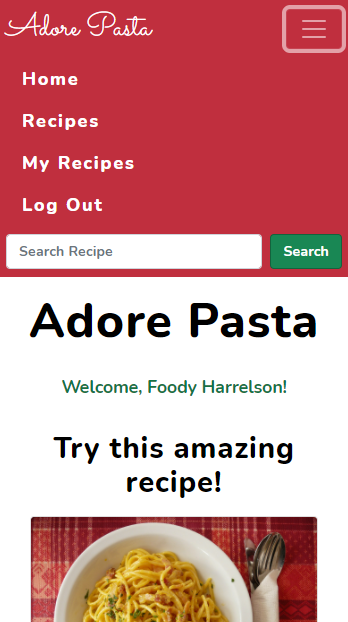 Adore Pasta
Home
Recipes
My Recipes
Log Out
Search Recipe
Search
Adore Pasta
Welcome, Foody Harrelson!
Try this amazing
recipe!